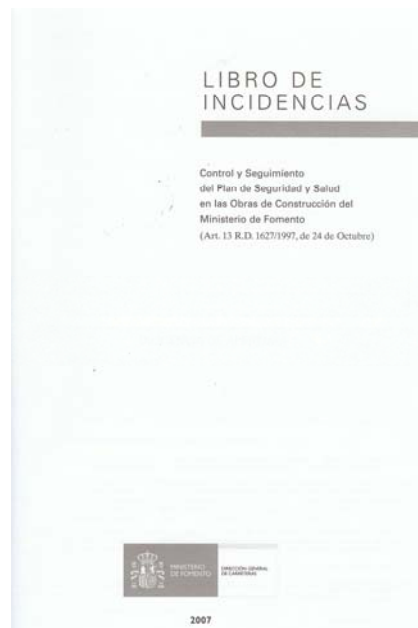 LIBRO DE
INCIDENCIAS
Control y Seguimiento
del Plan de Seguridad y Salud
en las Obras de Construcción del
Ministerio de Fomento
(Art. 13 R.D. 1627/1997, de 24 de Octubre)
MINISTERIO
DE FOMENTO
DIRECCIÓN GENERAL
DE CARRETERAS
2007